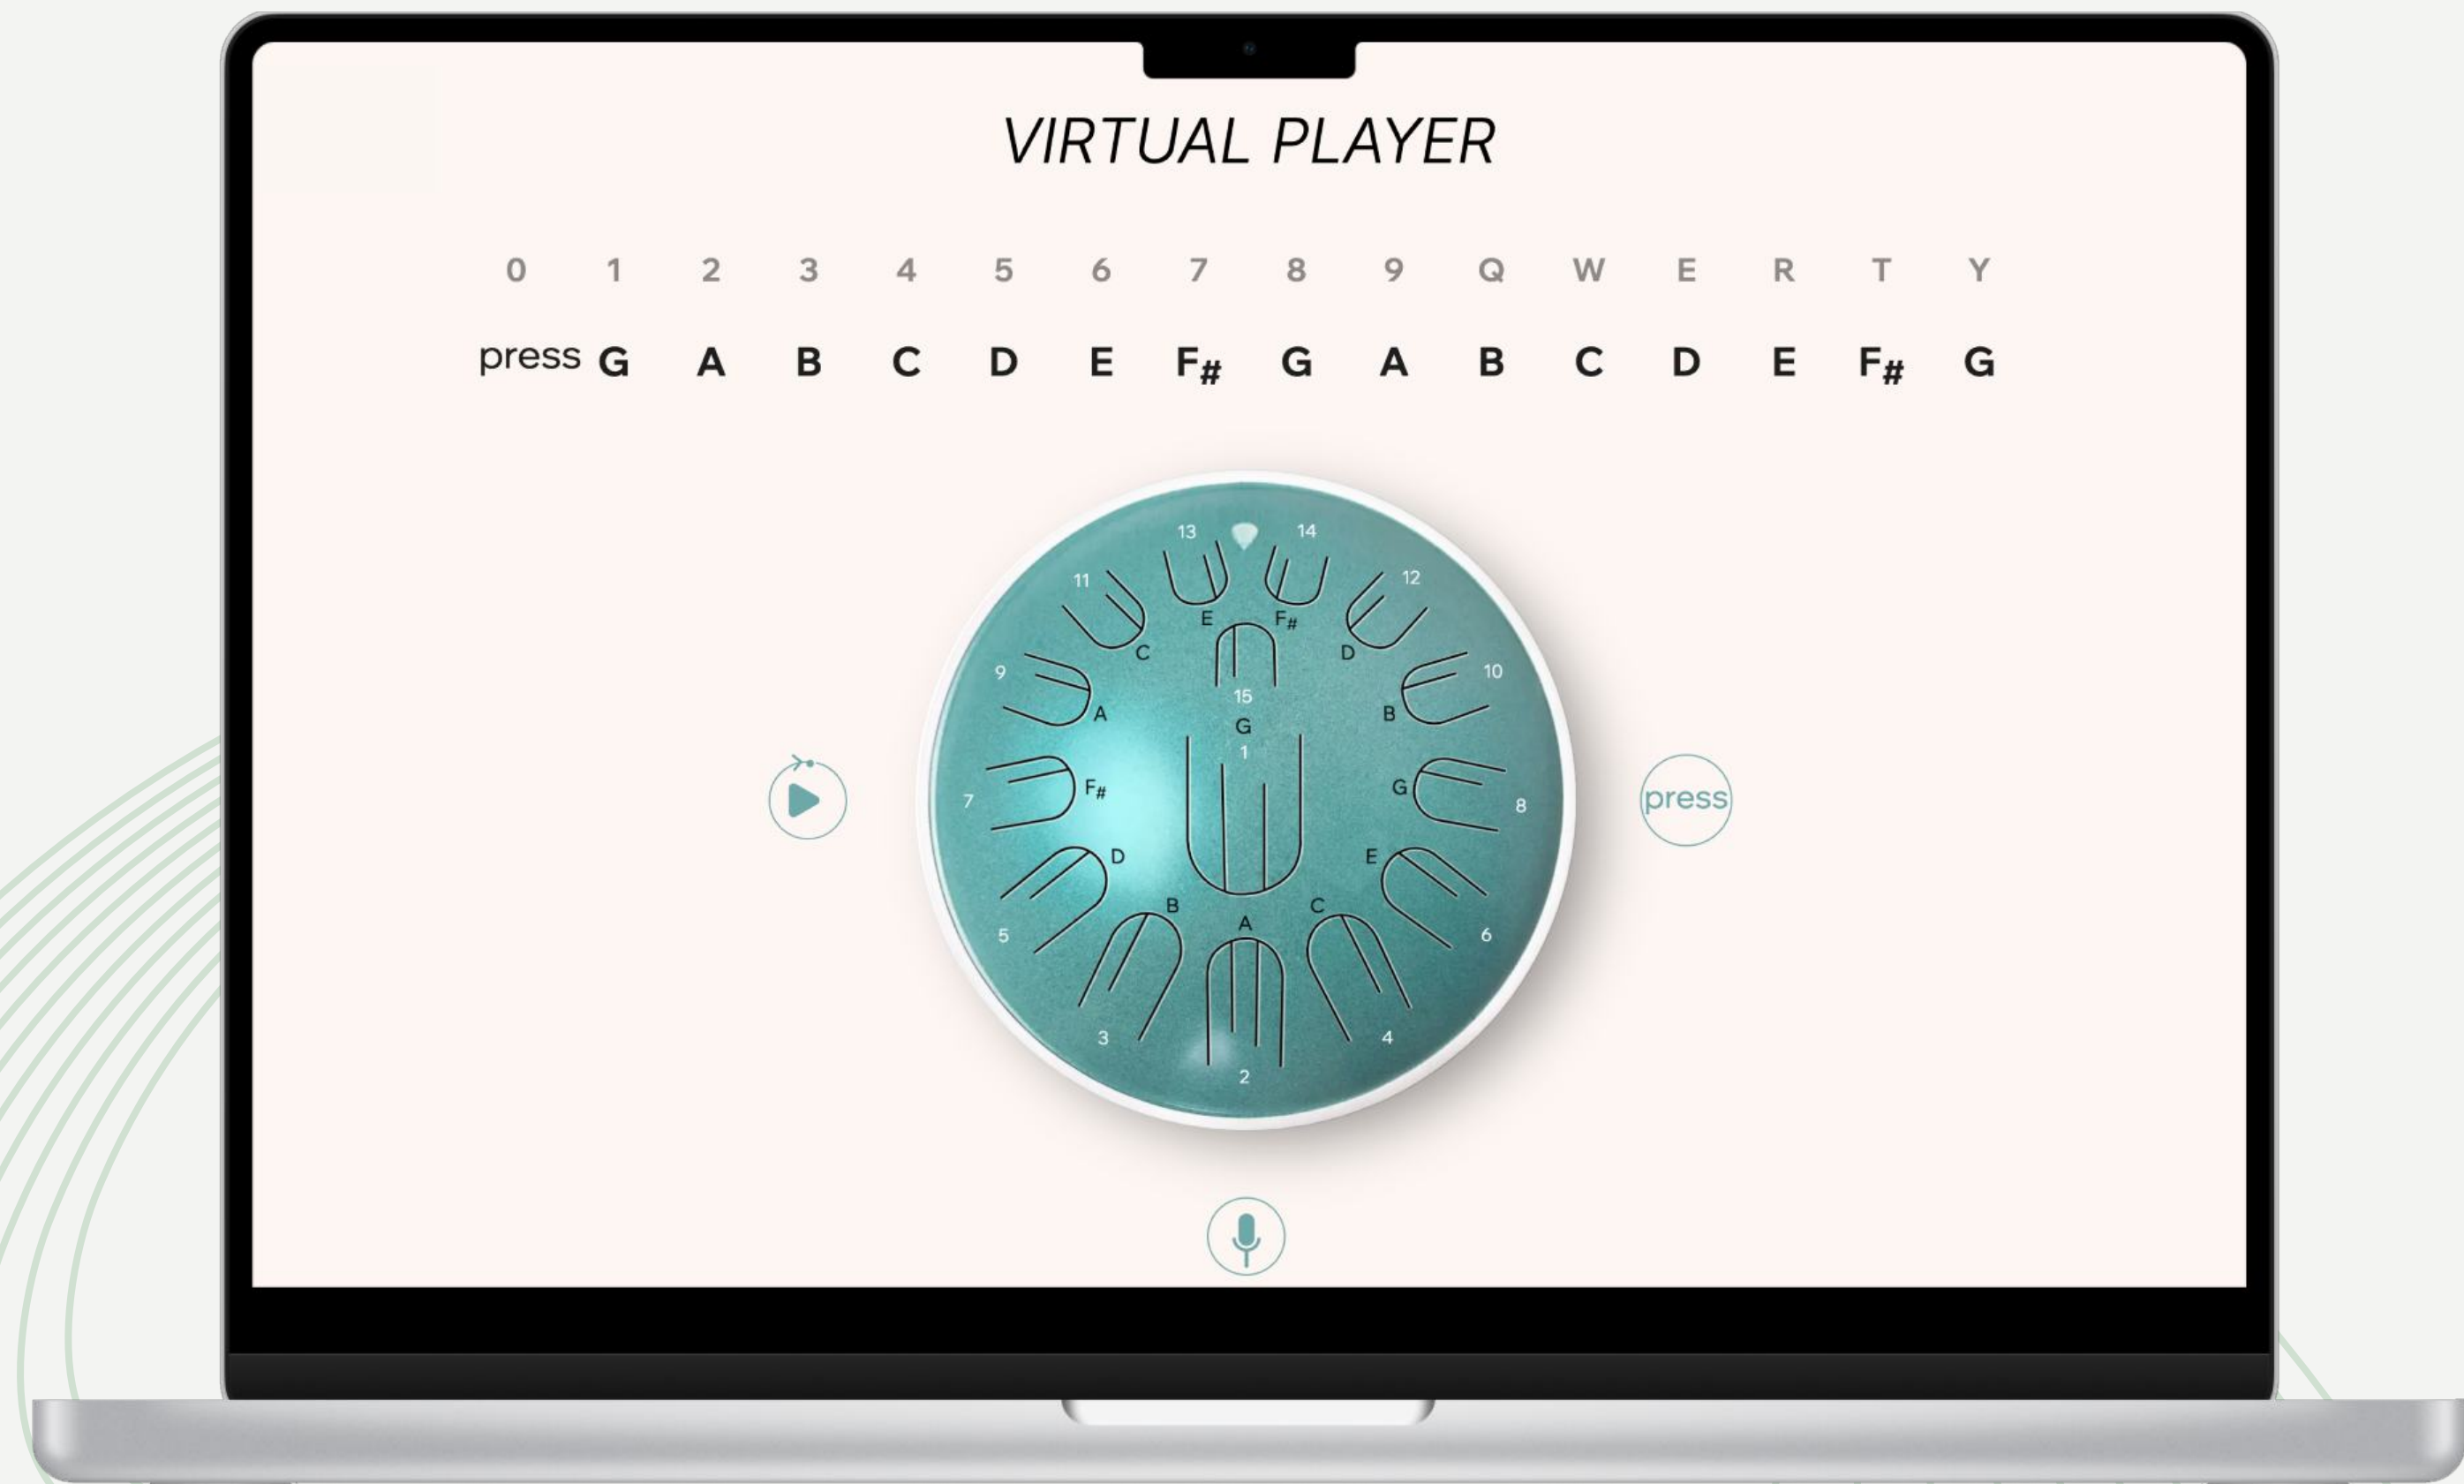 VIRTUAL PLAYER
0 1 2 3 4 5 6 7 8 9 Q W E R T Y
press G A B C D E F# G A B C D E F# G
13 14
11 12
E F#
C D
9 10
15
A B
G
1
7 F# G 8
D E
B C
5 A 6
3 4
2
press